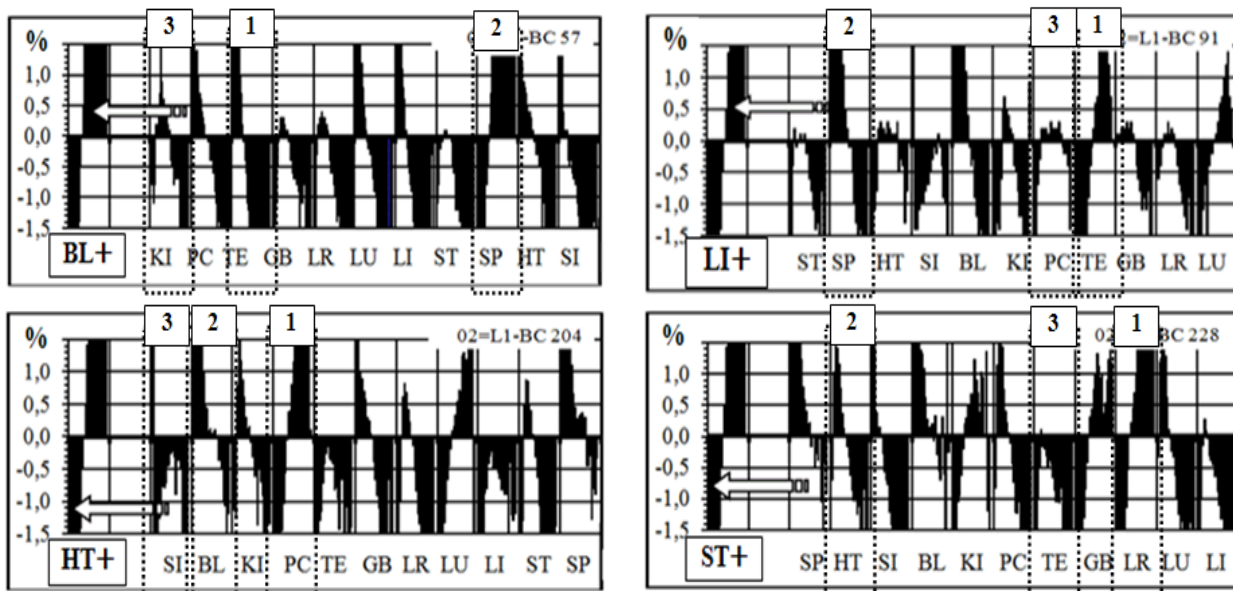 3 1 2
% -BC 57
1,0
0,5
0,0
-0,5
-1,0
-1,5
BL+ KI PC TE GB LR LU LI ST SP HT SI
2 3 1
% =L1-BC 91
1,0
0,5
0,0
-0,5
-1,0
-1,5
LI+ ST SP HT SI BL KI PC TE GB LR LU
3 2 1
% 02=L1-BC 204
1,0
0,5
0,0
-0,5
-1,0
-1,5
HT+ SI BL KI PC TE GB LR LU LI ST SP
2 3 1
% 02 BC 228
1,0
0,5
0,0
-0,5
-1,0
-1,5
ST+ SP HT SI BL KI PC TE GB LR LU LI